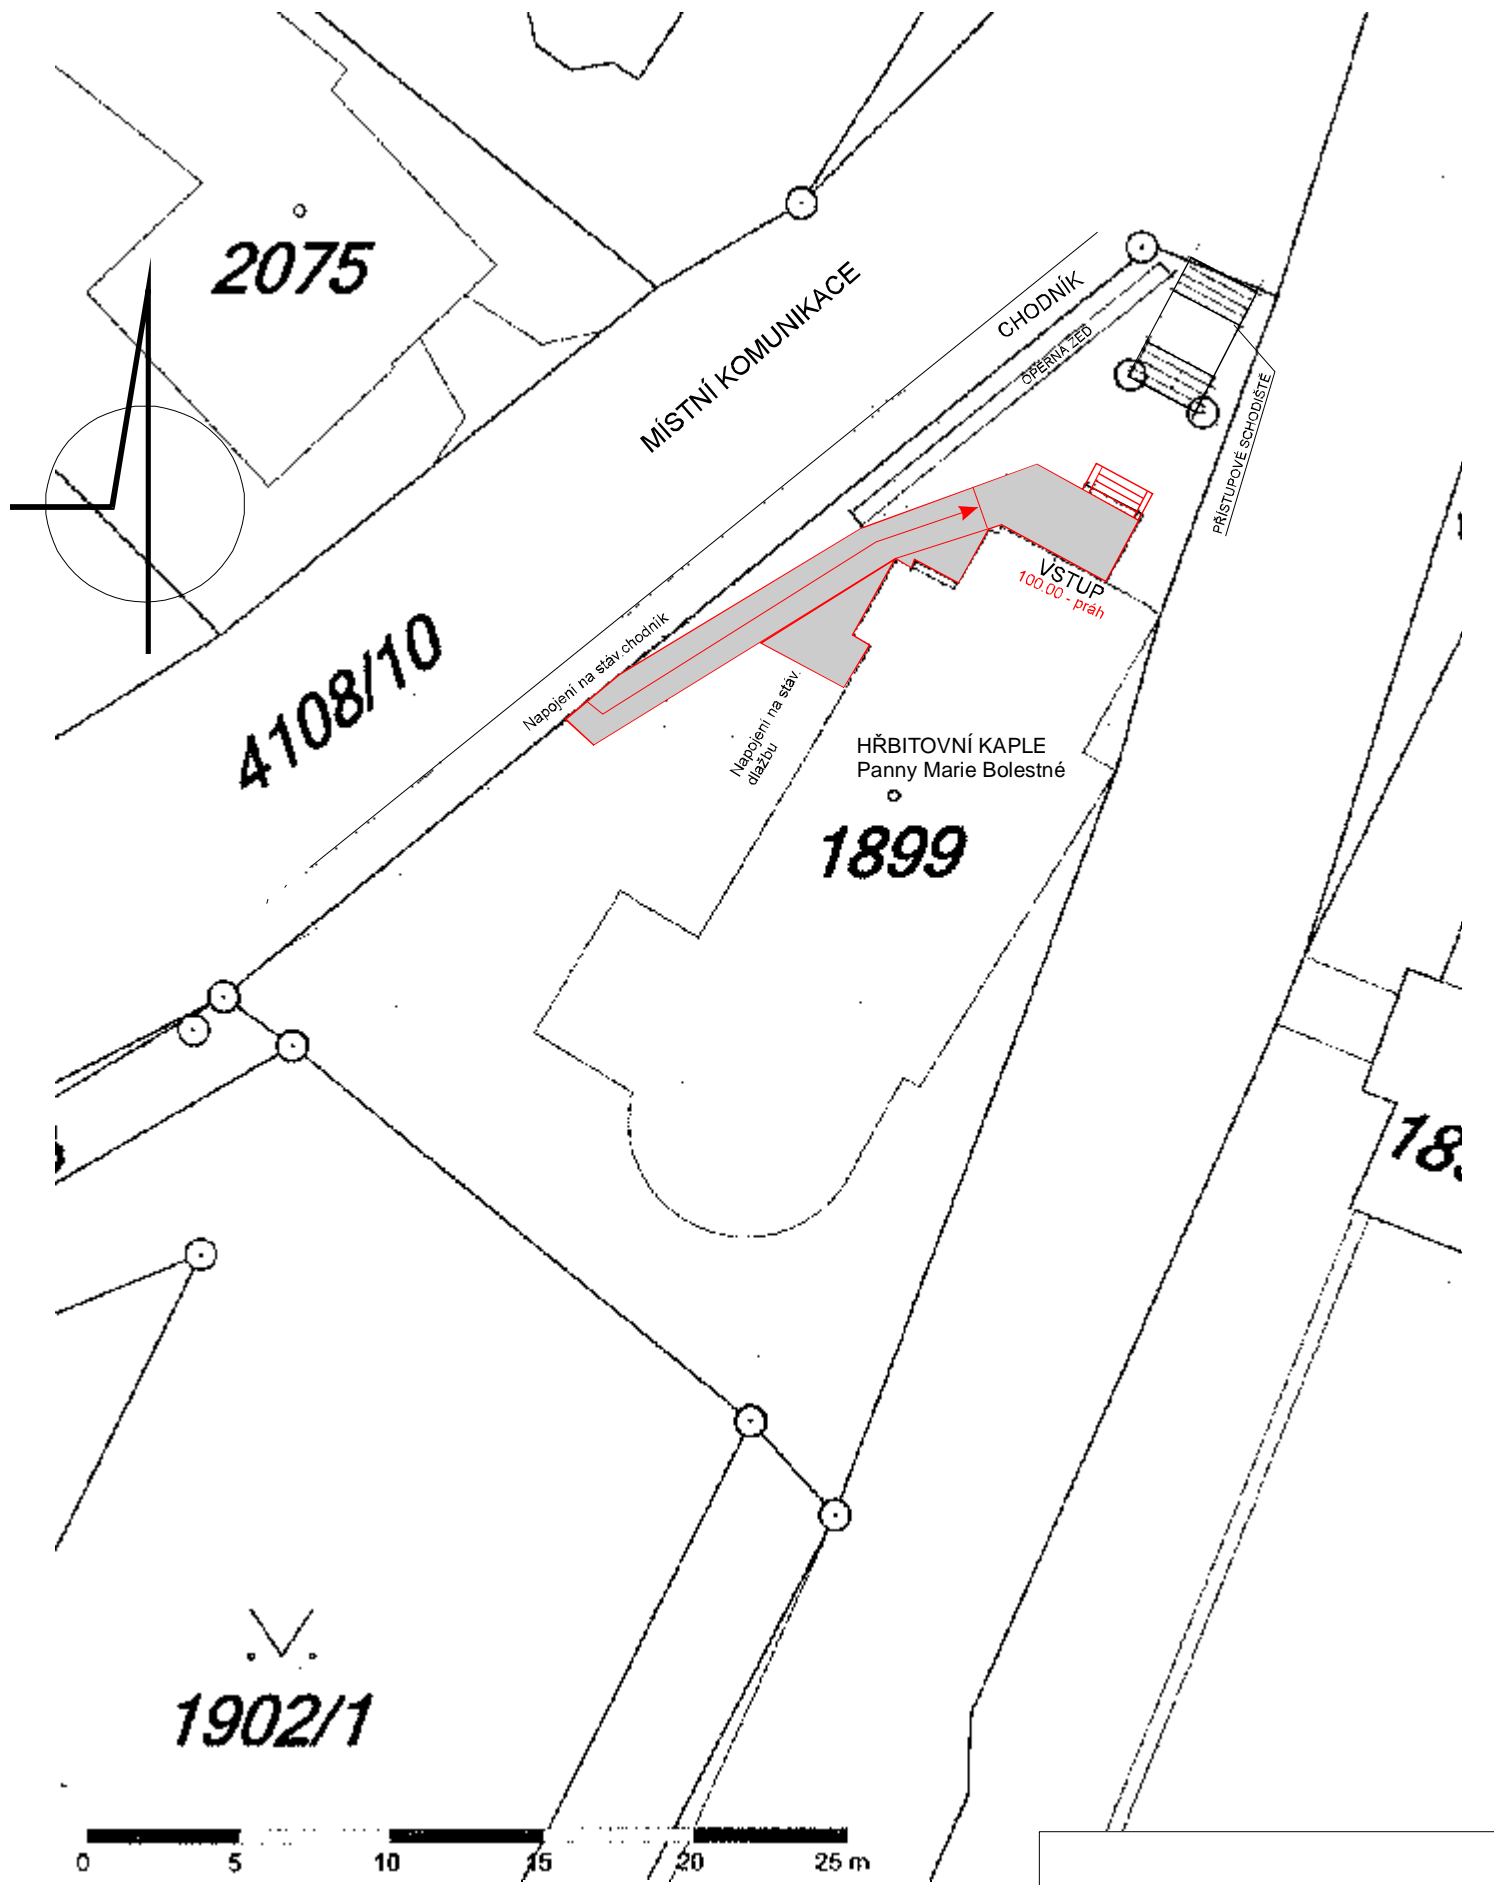 2075
MÍSTNÍ KOMUNIKACE
CHODNÍK
OPĚRNÁ ZEĎ
PŘÍSTUPOVÉ SCHODIŠTĚ
VSTUP
100.00 - práh
4108/10
Napojení na stáv.chodník
Napojení na stáv.
dlažbu
HŘBITOVNÍ KAPLE
Panny Marie Bolestné
1899
1902/1
0 5 10 15 20 25 m